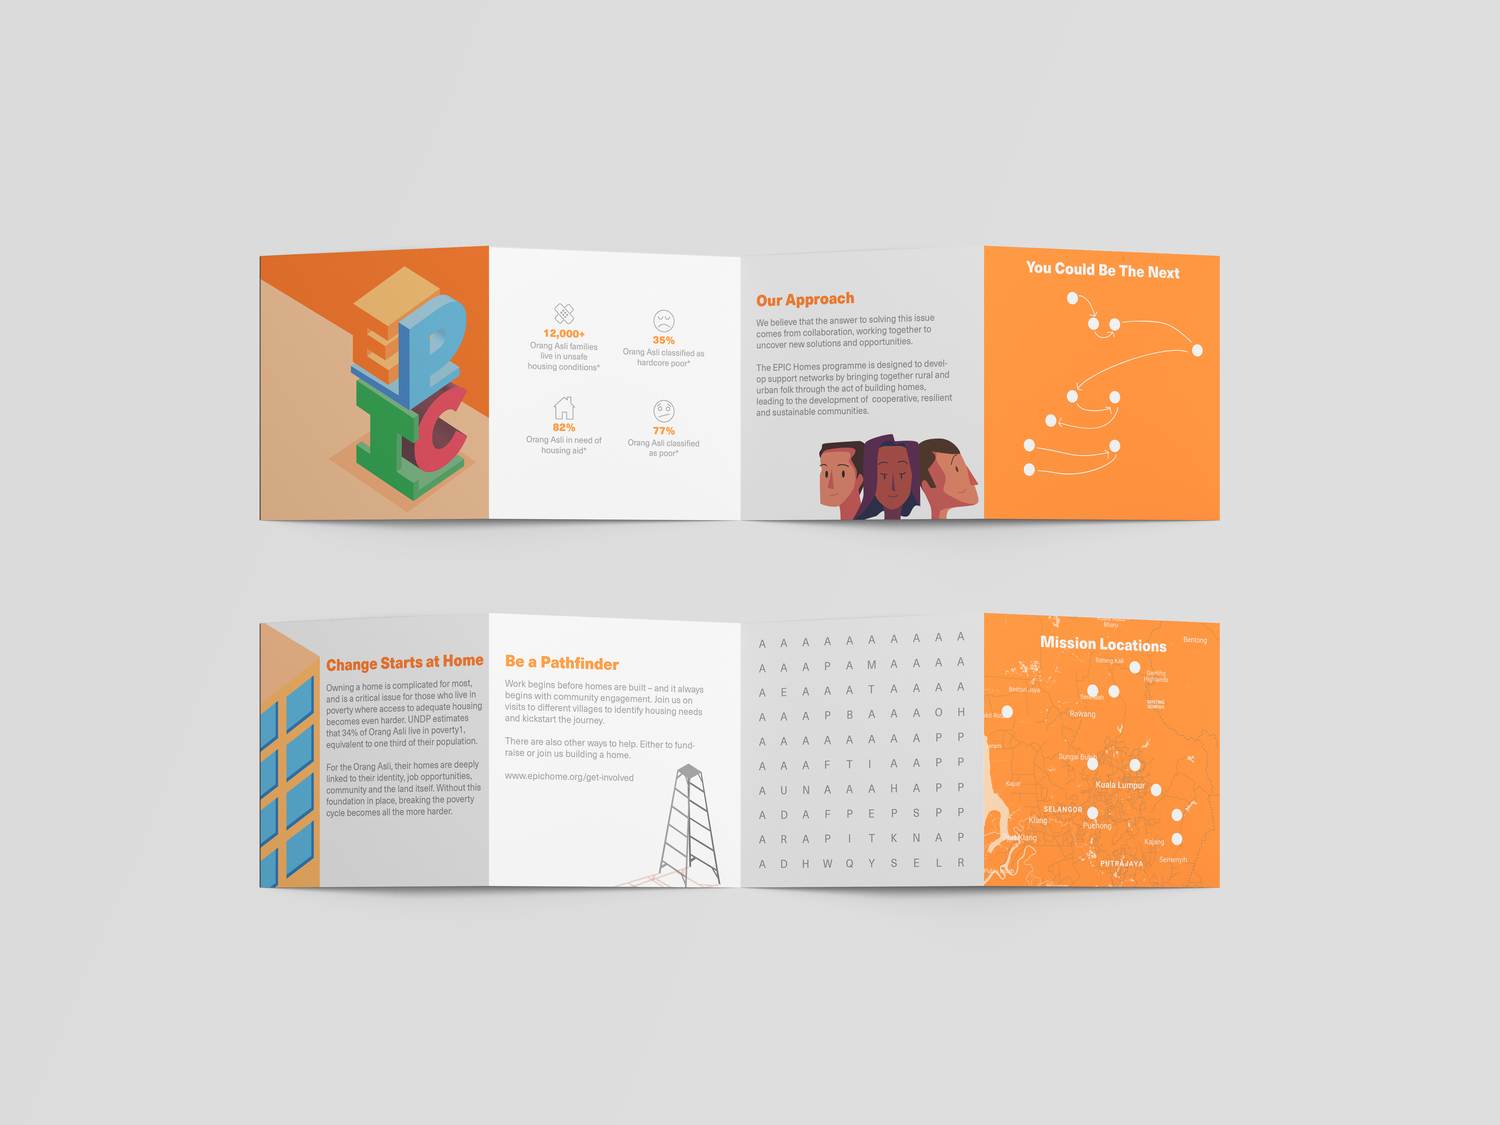 EPIC
12,000+
Orang Asli families
live in unsafe
housing conditions*
35%
Orang Asli classified as
hardcore poor*
82%
Orang Asli in need of
housing aid*
77%
Orang Asli classified
as poor*
Our Approach
We believe that the answer to solving this issue
comes from collaboration, working together to
uncover new solutions and opportunities.
The EPIC Homes programme is designed to devel-
op support networks by bringing together rural and
urban folk through the act of building homes,
leading to the development of cooperative, resilient
and sustainable communities.
You Could Be The Next
Change Starts at Home
Owning a home is complicated for most,
and is a critical issue for those who live in
poverty where access to adequate housing
becomes even harder. UNDP estimates
that 34% of Orang Asli live in poverty1,
equivalent to one third of their population.
For the Orang Asli, their homes are deeply
linked to their identity, job opportunities,
community and the land itself. Without this
foundation in place, breaking the poverty
cycle becomes all the more harder.
Be a Pathfinder
Work begins before homes are built – and it always
begins with community engagement. Join us on
visits to different villages to identify housing needs
and kickstart the journey.
There are also other ways to help. Either to fund-
raise or join us building a home.
www.epichome.org/get-involved
A A A A A A A A A A
A A A P A M A A A A
A E A A A T A A A A
A A A P B A A A O H
A A A A A A A A P P
A A A F T I A A P P
A U N A A A H A P P
A D A F P E P S P P
A R A P I T K N A P
A D H W Q Y S E L R
Mission Locations
Bentong
Batang Kali
Genting
Highlands
Bestari Jaya
GENTING
SEMPAH
Rawang
Sungai Buloh
Kapar
Kuala Lumpur
SELANGOR
Klang
Puchong
Klang
Kajang
Semenyih
PUTRAJAYA